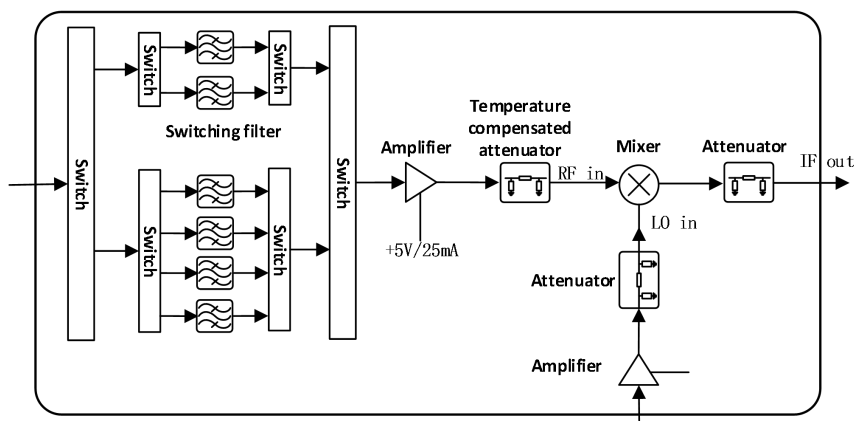 Switch
Switch
Switch
Switch
Switching filter
Switch
Switch
Switch
Amplifier
+5V/25mA
Temperature
compensated
attenuator
RF in
Mixer
LO in
Attenuator
IF out
Attenuator
Amplifier